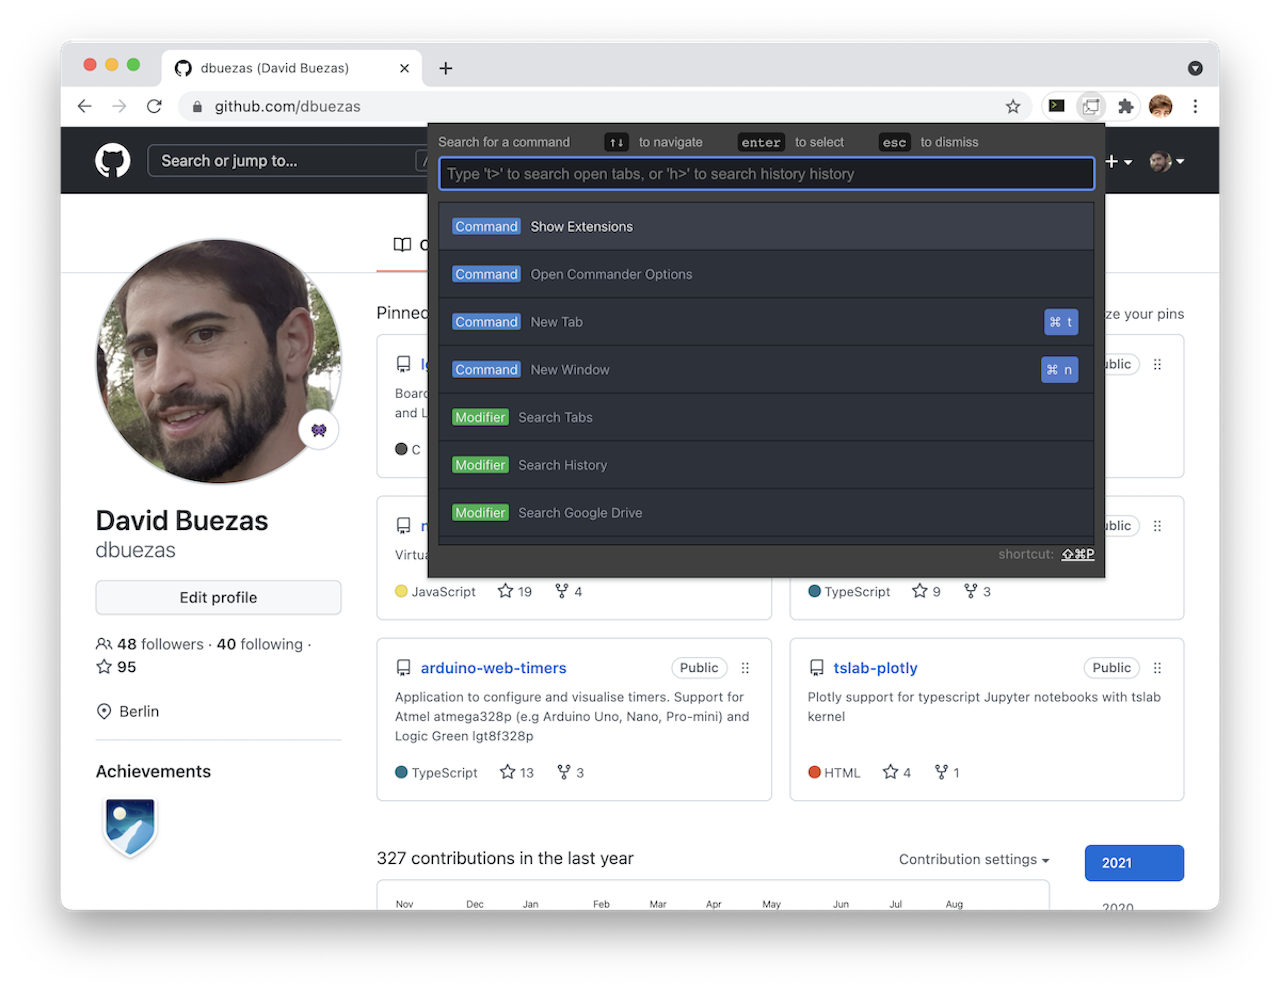 dbuezas (David Buezas)
github.com/dbuezas
Search or jump to...
/
Search for a command ↑↓ to navigate enter to select esc to dismiss
Type 't>' to search open tabs, or 'h>' to search history history
Command Show Extensions
Command Open Commander Options
Command New Tab ⌘ t
Command New Window ⌘ n
Modifier Search Tabs
Modifier Search History
Modifier Search Google Drive
shortcut: ⇧⌘P
David Buezas
dbuezas
Edit profile
48 followers · 40 following ·
95
Berlin
Achievements
Pinned
ze your pins
Boar
and L
C
blic
Virtu
JavaScript 19 4
blic
TypeScript 9 3
arduino-web-timers Public
Application to configure and visualise timers. Support for
Atmel atmega328p (e.g Arduino Uno, Nano, Pro-mini) and
Logic Green lgt8f328p
TypeScript 13 3
tslab-plotly Public
Plotly support for typescript Jupyter notebooks with tslab
kernel
HTML 4 1
327 contributions in the last year
Contribution settings
2021
2020
Nov Dec Jan Feb Mar Apr May Jun Jul Aug